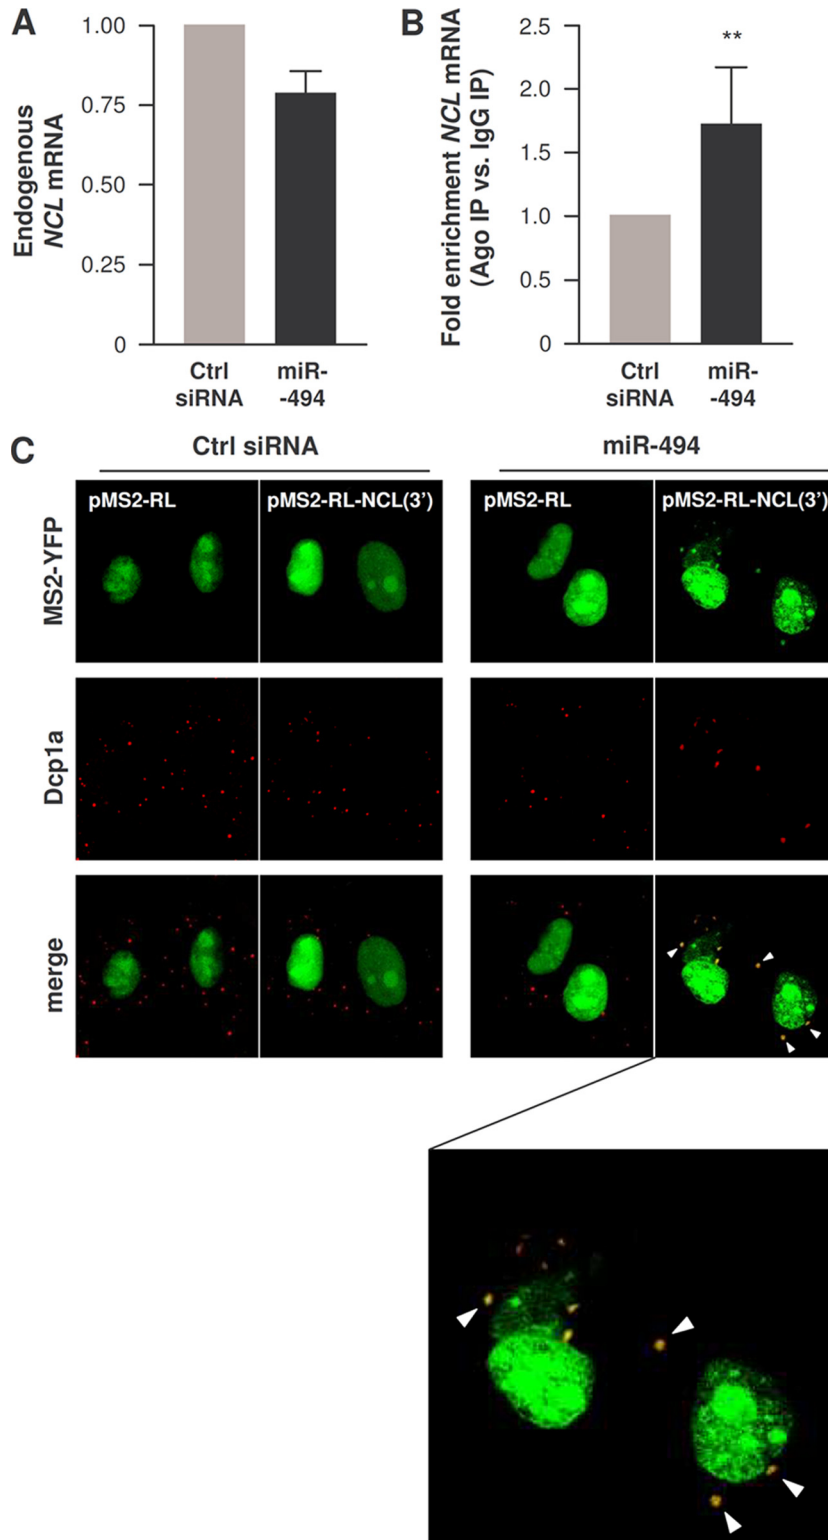 A
Endogenous
NCL mRNA
1.00
0.75
0.50
0.25
0
Ctrl
siRNA
miR-
-494
B
Fold enrichment NCL mRNA
(Ago IP vs. IgG IP)
2.5
2.0
1.5
1.0
0.5
0
**
Ctrl
siRNA
miR-
-494
C
Ctrl siRNA
miR-494
MS2-YFP
pMS2-RL
pMS2-RL-NCL(3’)
pMS2-RL
pMS2-RL-NCL(3’)
Dcp1a
merge